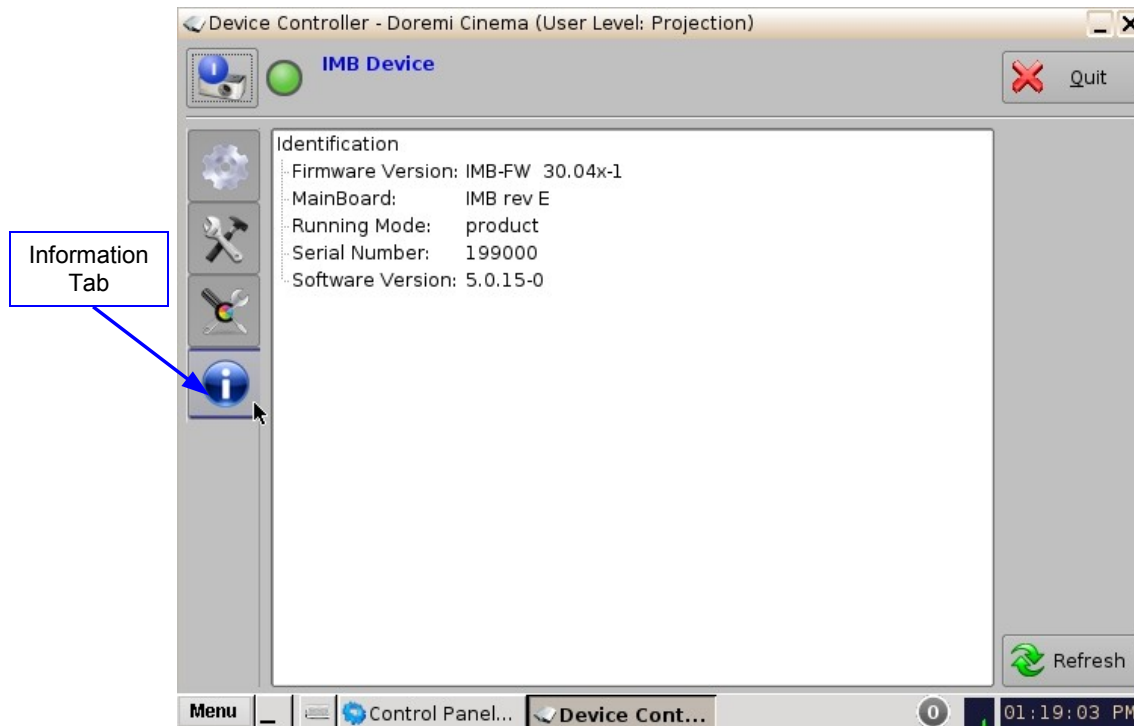 Device Controller - Doremi Cinema (User Level: Projection)
IMB Device
Quit
Identification
Firmware Version: IMB-FW 30.04x-1
MainBoard: IMB rev E
Running Mode: product
Serial Number: 199000
Software Version: 5.0.15-0
Information
Tab
Refresh
Menu _ Control Panel... Device Cont... 0 01:19:03 PM